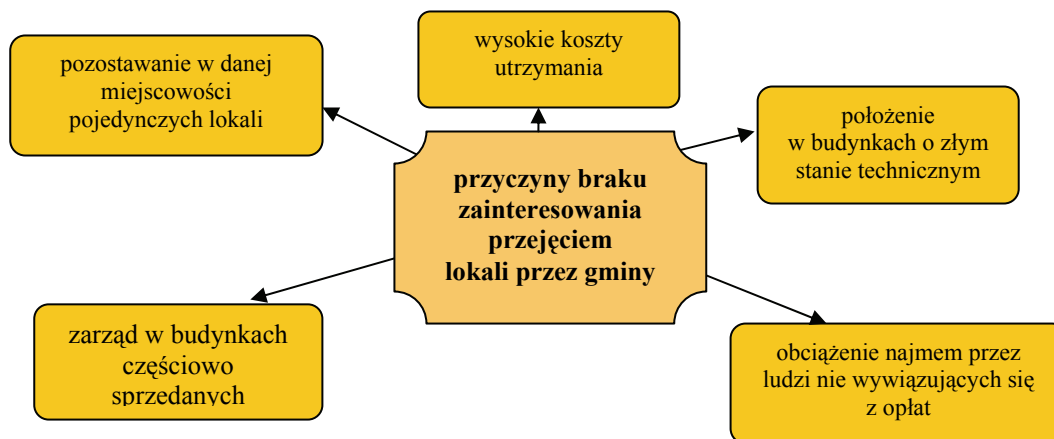 wysokie koszty
utrzymania
pozostawanie w danej
miejscowości
pojedynczych lokali
położenie
w budynkach o złym
stanie technicznym
przyczyny braku
zainteresowania
przejęciem
lokali przez gminy
zarząd w budynkach
częściowo
sprzedanych
obciążenie najmem przez
ludzi nie wywiązujących się
z opłat